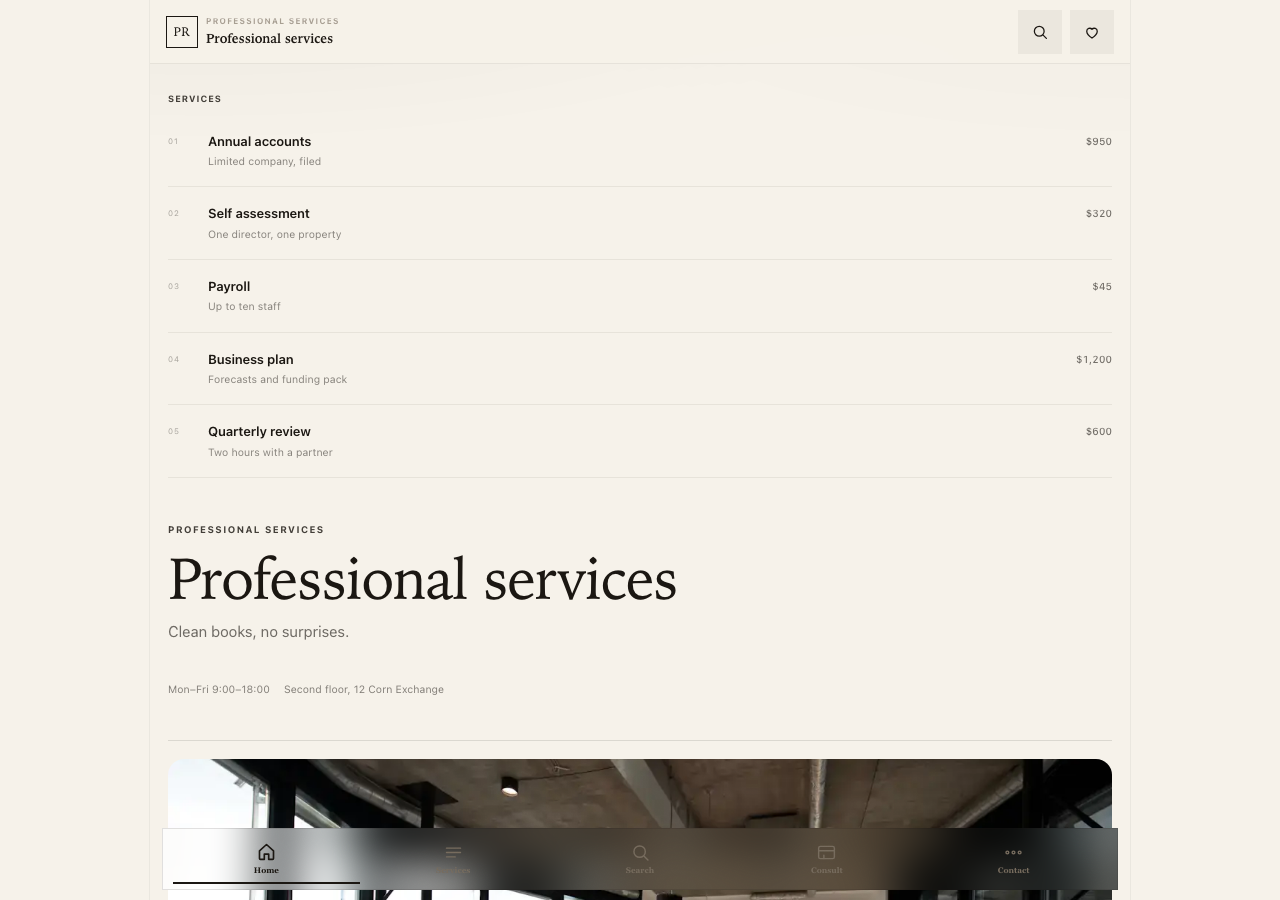 PR
PROFESSIONAL SERVICES
Professional services
SERVICES
01
Annual accounts
$950
Limited company, filed
02
Self assessment
$320
One director, one property
03
Payroll
$45
Up to ten staff
04
Business plan
$1,200
Forecasts and funding pack
05
Quarterly review
$600
Two hours with a partner
PROFESSIONAL SERVICES
Professional services
Clean books, no surprises.
Mon–Fri 9:00–18:00
Second floor, 12 Corn Exchange
Home
Search
Consult
Contact